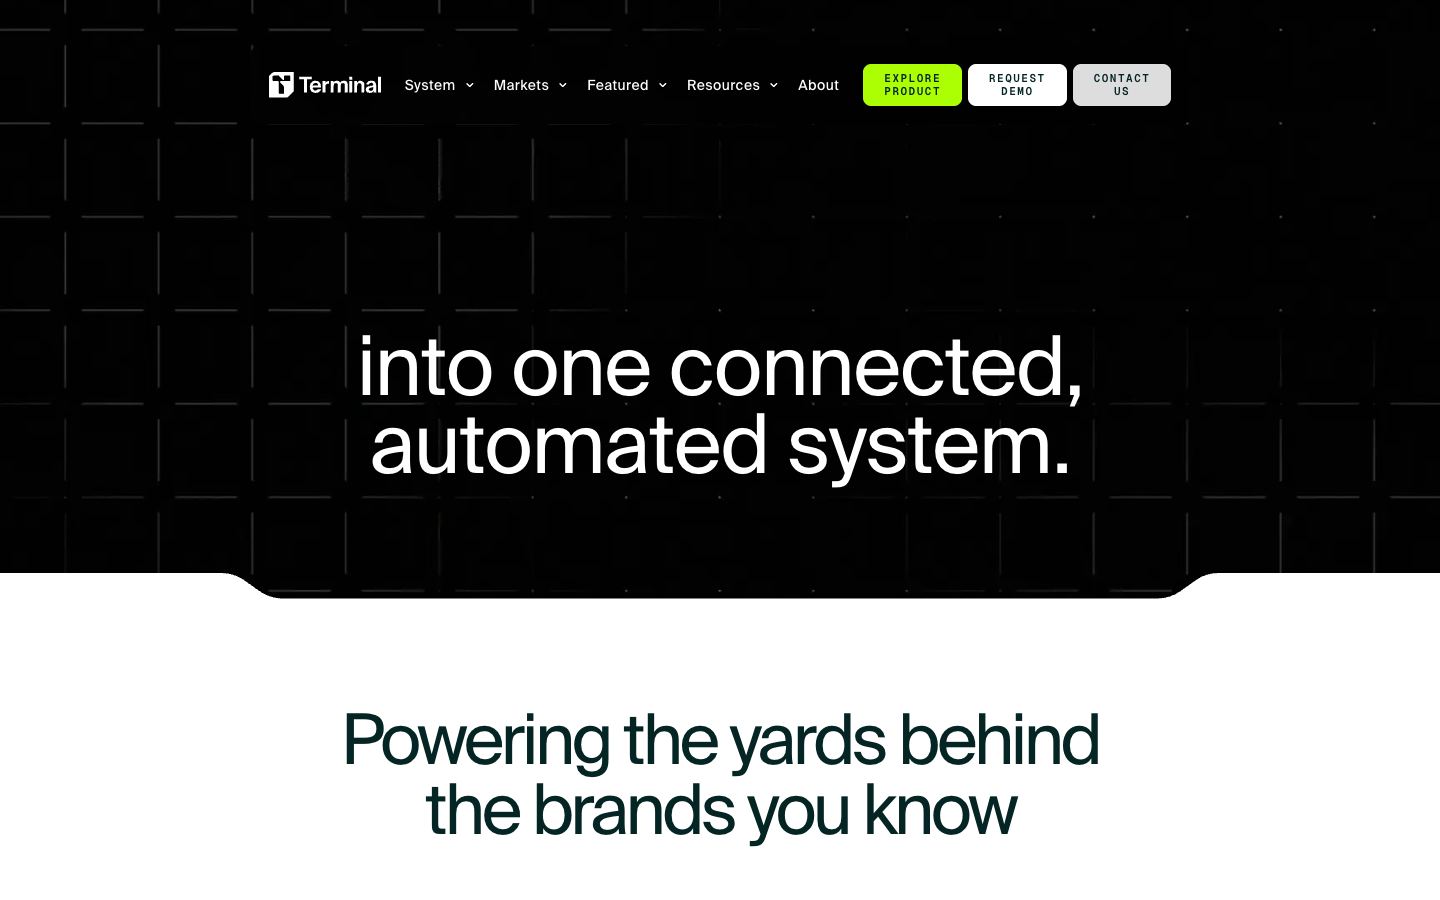 Terminal
System
Markets
Featured
Resources
About
EXPLORE
PRODUCT
REQUEST
DEMO
CONTACT
US
into one connected,
automated system.
Powering the yards behind
the brands you know